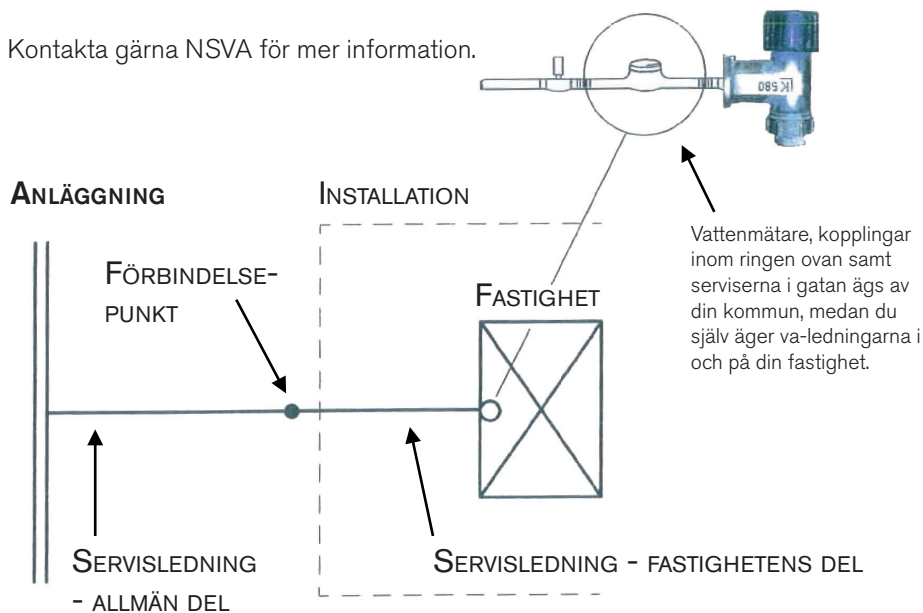 Kontakta gärna NSVA för mer information.
K 580
ANLÄGGNING
INSTALLATION
FÖRBINDELSE-
PUNKT
FASTIGHET
Vattenmätare, kopplingar
inom ringen ovan samt
serviserna i gatan ägs av
din kommun, medan du
själv äger va-ledningarna i
och på din fastighet.
SERVISLEDNING
- ALLMÄN DEL
SERVISLEDNING - FASTIGHETENS DEL